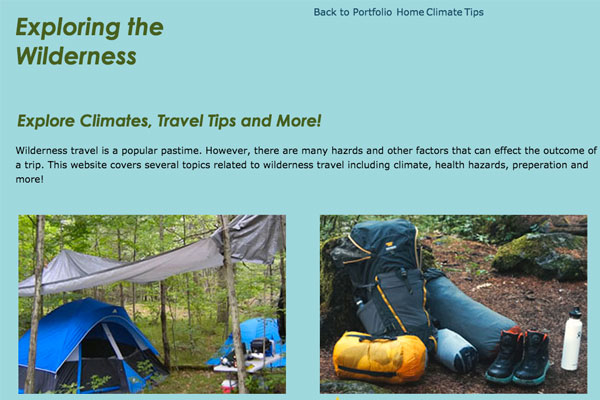 Back to Portfolio Home Climate Tips
Exploring the
Wilderness
Explore Climates, Travel Tips and More!
Wilderness travel is a popular pastime. However, there are many hazrds and other factors that can effect the outcome of
a trip. This website covers several topics related to wilderness travel including climate, health hazards, preperation and
more!